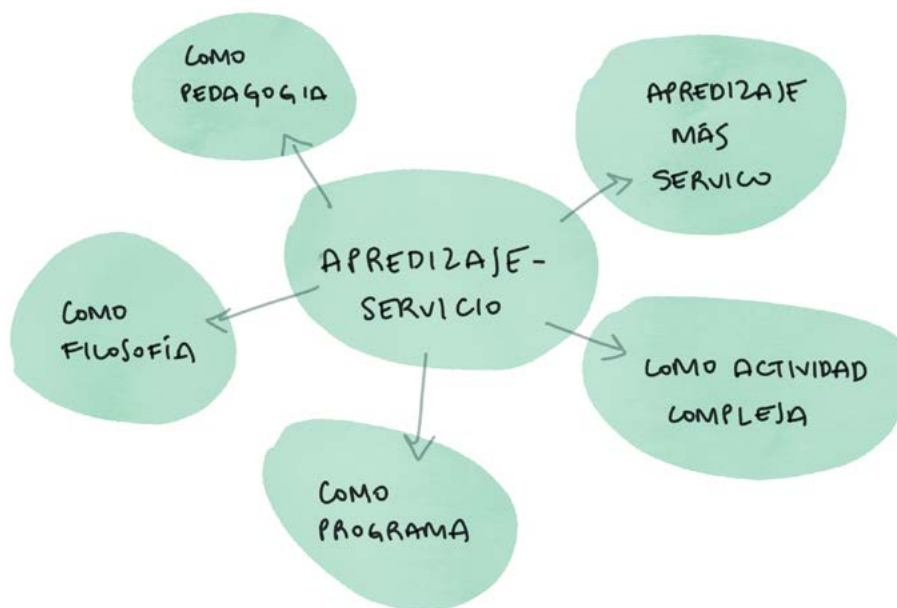 COMO
PEDAGOGIA
APREDIZAJE
MÁS
SERVICO
APREDIZAJE-
SERVICIO
COMO
FILOSOFÍA
COMO ACTIVIDAD
COMPLEJA
COMO
PROGRAMA